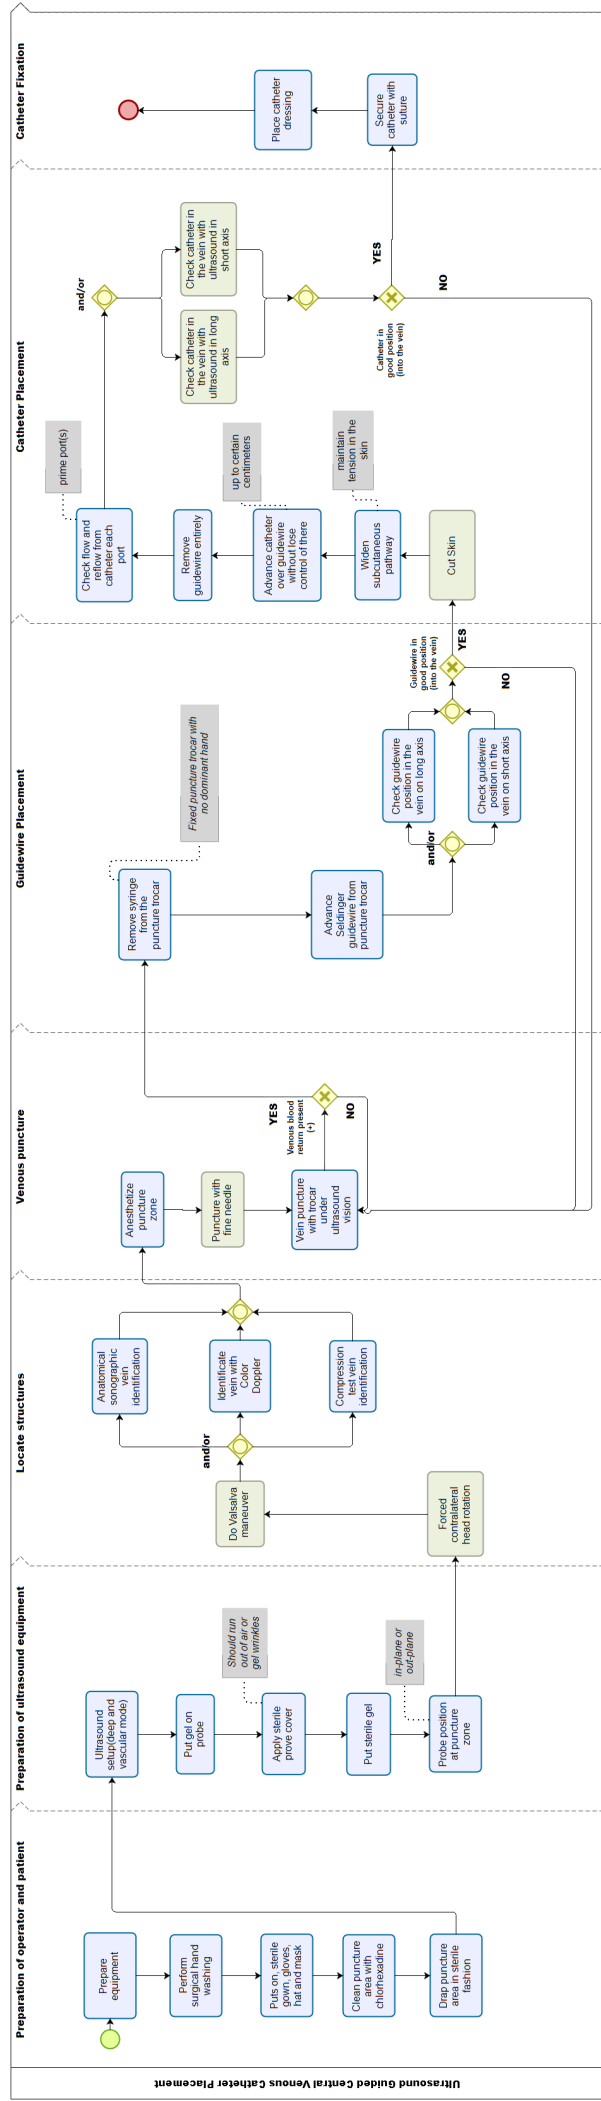 Ultrasound Guided Central Venous Catheter Placement
Preparation of operator and patient
Prepare
equipment
Perform
surgical hand
washing
Puts on, sterile
gown, gloves,
hat and mask
Clean puncture
area with
chlorhexadine
Drap puncture
area in sterile
fashion
Preparation of ultrasound equipment
Ultrasound
setup(deep and
vascular mode)
Put gel on
probe
Should run
out of air or
gel wrinkles
Apply sterile
prove cover
Put sterile gel
in-plane or
out-plane
Probe position
at puncture
zone
Locate structures
Forced
contralateral
head rotation
Do Valsalva
maneuver
and/or
Anatomical
sonographic
vein
identification
Identificate
vein with
Color
Doppler
Compression
test vein
identification
Venous puncture
Anesthetize
puncture
zone
Puncture with
fine needle
Vein puncture
with trocar
under
ultrasound
vision
Venous blood
return present
(+)
YES
NO
Guidewire Placement
Remove syringe
from the
puncture trocar
Fixed puncture trocar with
no dominant hand
Advance
Seldinger
guidewire from
puncture trocar
and/or
Check guidewire
position in the
vein on long axis
Check guidewire
position in the
vein on short axis
Guidewire in
good position
(into the vein)
YES
NO
Catheter Placement
Cut Skin
Widen
subcutaneous
pathway
maintain
tension in the
skin
Advance catheter
over guidewire
without lose
control of there
up to certain
centimeters
Remove
guidewire entirely
Check flow and
reflow from
catheter each
port
prime port(s)
and/or
Check catheter in
the vein with
ultrasound in long
axis
Check catheter in
the vein with
ultrasound in
short axis
Catheter in
good position
(into the vein)
YES
NO
Catheter Fixation
Secure
catheter with
suture
Place catheter
dressing